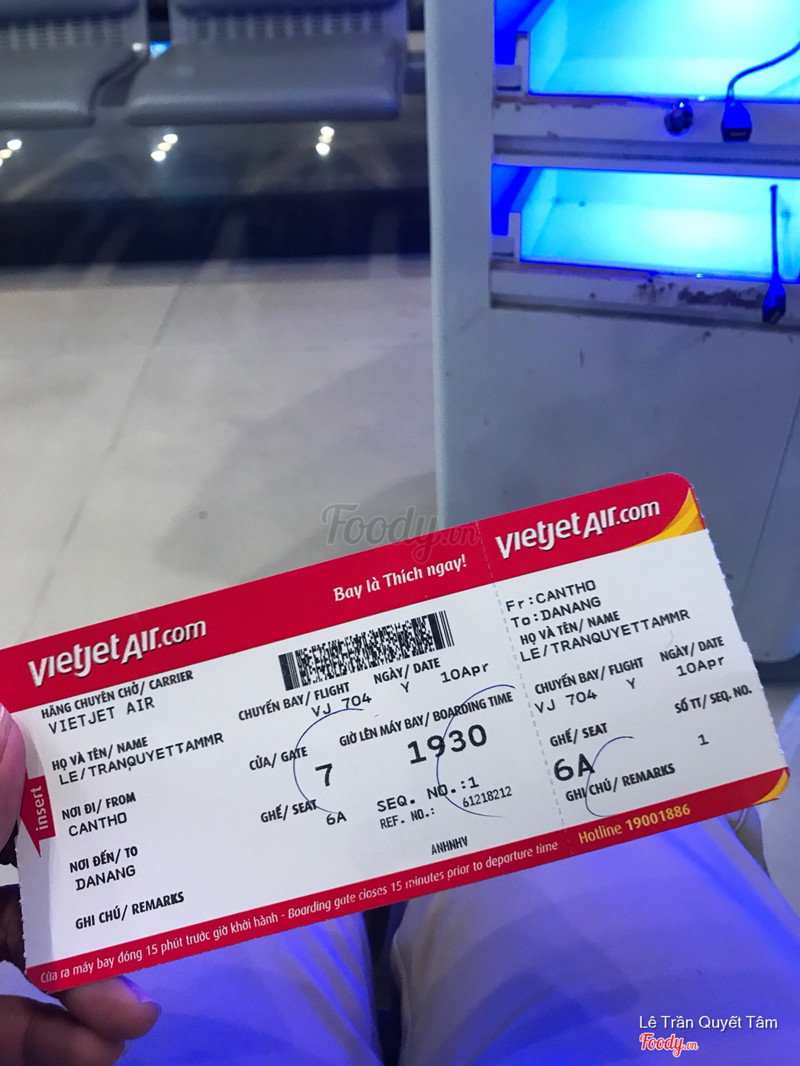 Foody.vn
Bay là Thích ngay!
vietjetAir.com
vietjetAir.com
HÃNG CHUYÊN CHỞ/ CARRIER
VIETJET AIR
HỌ VÀ TÊN/ NAME
LE/TRANQUYETTAMMR
NƠI ĐI/ FROM
CANTHO
NƠI ĐẾN/ TO
DANANG
GHI CHÚ/ REMARKS
insert
CHUYẾN BAY/ FLIGHT NGÀY/ DATE
VJ 704 Y 10Apr
CỬA/ GATE GIỜ LÊN MÁY BAY/ BOARDING TIME
7 1930
GHẾ/ SEAT SEQ. NO.:1
6A REF. NO.: 61218212
ANHNHV
Cửa ra máy bay đóng 15 phút trước giờ khởi hành - Boarding gate closes 15 minutes prior to departure time
Fr:CANTHO
To:DANANG
HỌ VÀ TÊN/ NAME
LE/TRANQUYETTAMMR
CHUYẾN BAY/ FLIGHT NGÀY/ DATE
VJ 704 Y 10Apr
GHẾ/ SEAT SỐ TT/ SEQ. NO.
6A 1
GHI CHÚ/ REMARKS
Hotline 19001886
Lê Trần Quyết Tâm
Foody.vn